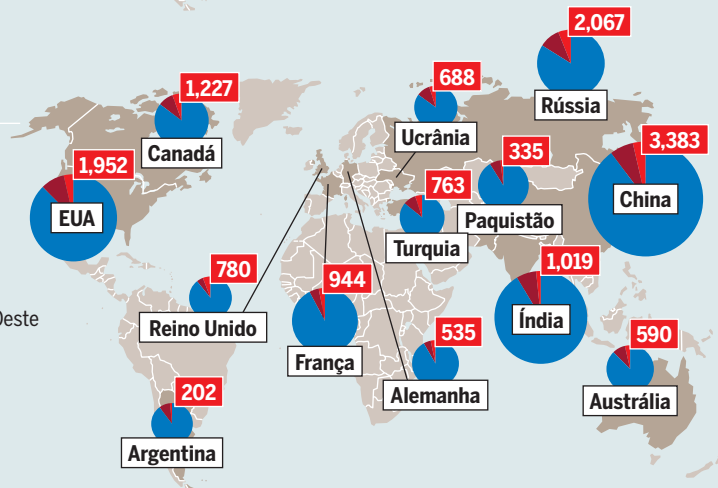 2,067
Rússia
688
Ucrânia
1,227
Canadá
335
Paquistão
3,383
China
1,952
EUA
763
Turquia
780
Reino Unido
944
França
1,019
Índia
Oeste
535
Alemanha
590
Austrália
202
Argentina